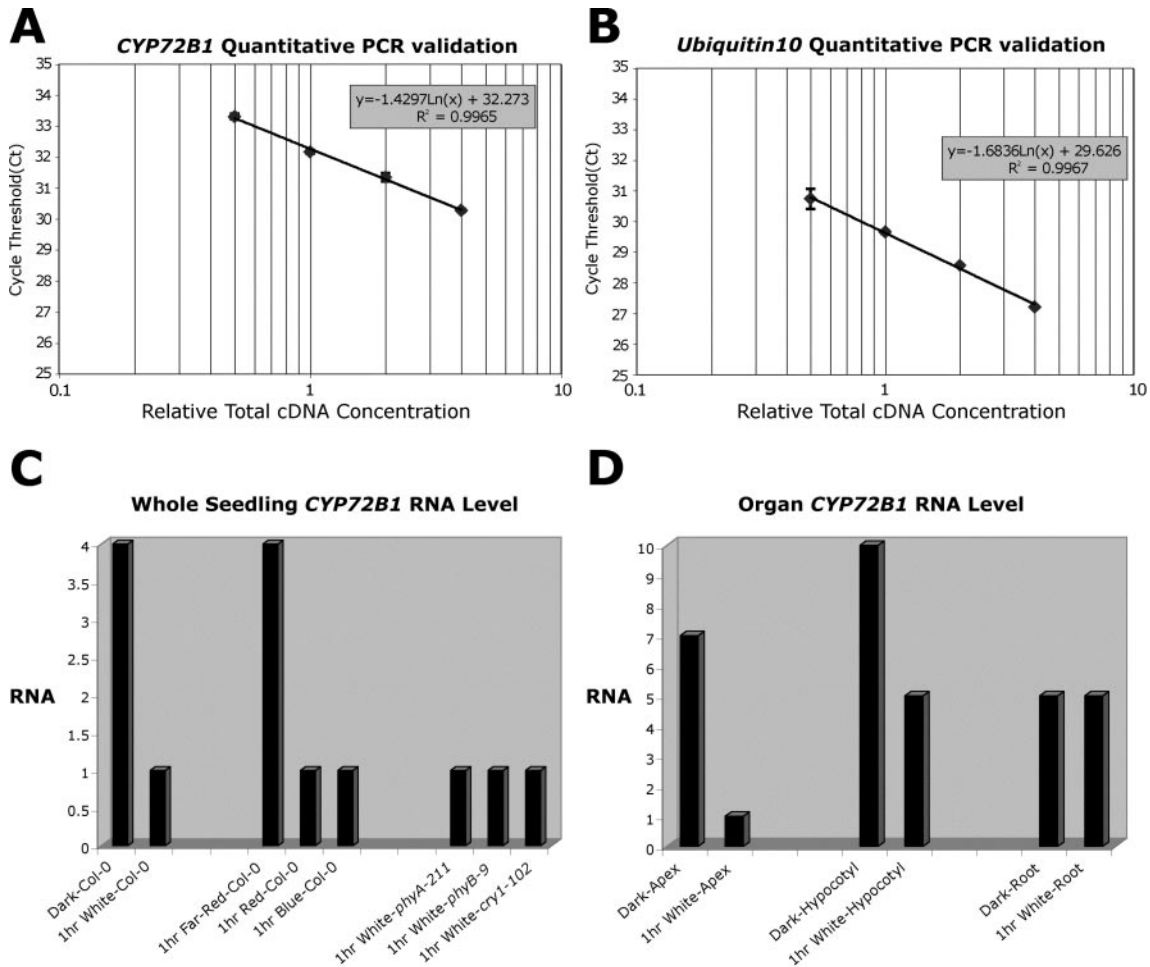 A
CYP72B1 Quantitative PCR validation
35
34
33
32
31
30
29
28
27
26
25
y=-1.4297Ln(x) + 32.273
R² = 0.9965
Cycle Threshold(Ct)
0.1
1
10
Relative Total cDNA Concentration
B
Ubiquitin10 Quantitative PCR validation
35
34
33
32
31
30
29
28
27
26
25
y=-1.6836Ln(x) + 29.626
R² = 0.9967
Cycle Threshold(Ct)
0.1
1
10
Relative Total cDNA Concentration
C
Whole Seedling CYP72B1 RNA Level
4
3.5
3
2.5
2
1.5
1
0.5
0
RNA
Dark-Col-0
1hr White-Col-0
1hr Far-Red-Col-0
1hr Red-Col-0
1hr Blue-Col-0
1hr White-phyA-211
1hr White-phyB-9
1hr White-cry1-102
D
Organ CYP72B1 RNA Level
10
9
8
7
6
5
4
3
2
1
0
RNA
Dark-Apex
1hr White-Apex
Dark-Hypocotyl
1hr White-Hypocotyl
Dark-Root
1hr White-Root